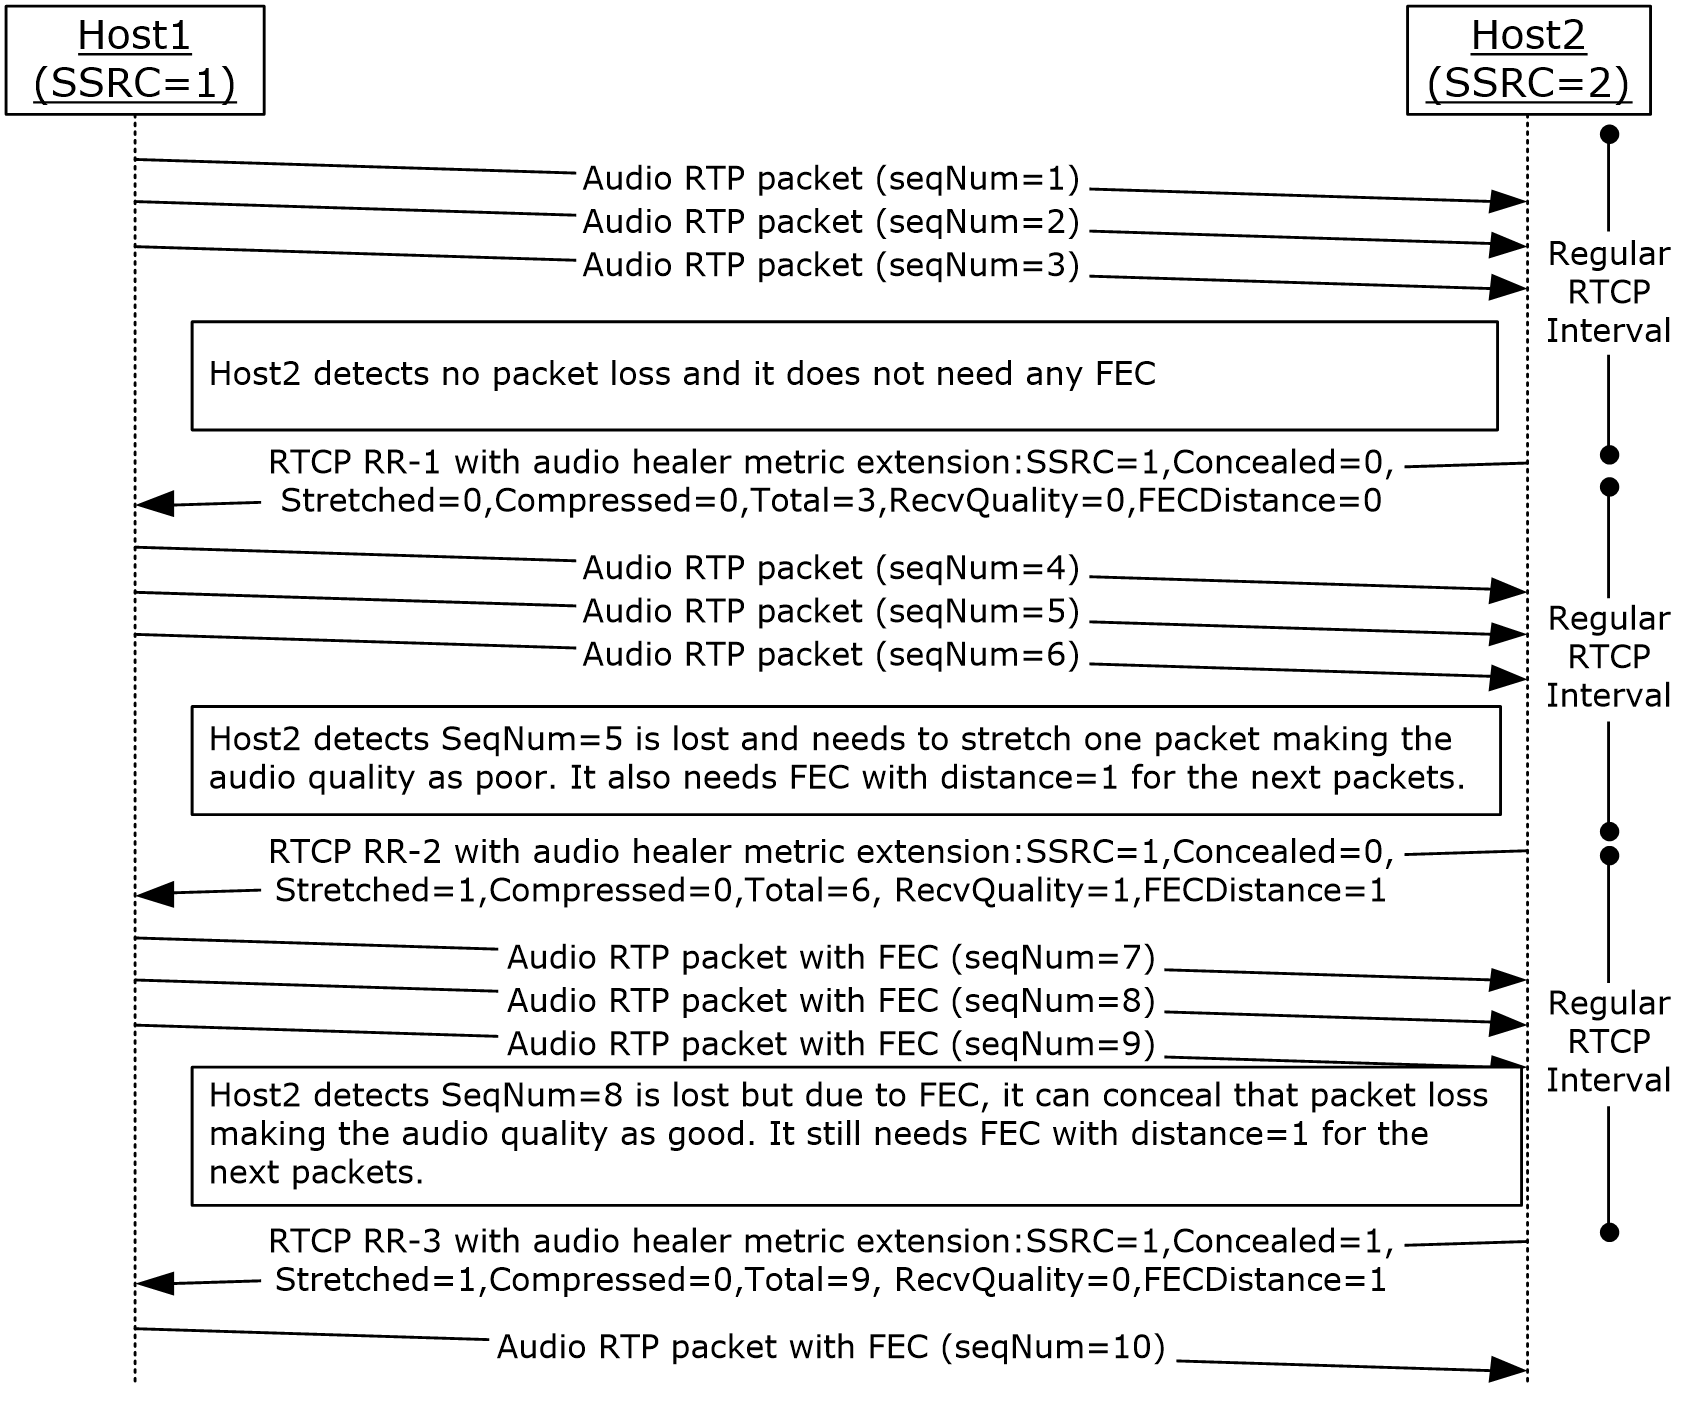 Host1
(SSRC=1)
Host2
(SSRC=2)
Audio RTP packet (seqNum=1)
Audio RTP packet (seqNum=2)
Audio RTP packet (seqNum=3)
Regular
RTCP
Interval
Host2 detects no packet loss and it does not need any FEC
RTCP RR-1 with audio healer metric extension:SSRC=1,Concealed=0,
Stretched=0,Compressed=0,Total=3,RecvQuality=0,FECDistance=0
Audio RTP packet (seqNum=4)
Audio RTP packet (seqNum=5)
Audio RTP packet (seqNum=6)
Regular
RTCP
Interval
Host2 detects SeqNum=5 is lost and needs to stretch one packet making the
audio quality as poor. It also needs FEC with distance=1 for the next packets.
RTCP RR-2 with audio healer metric extension:SSRC=1,Concealed=0,
Stretched=1,Compressed=0,Total=6, RecvQuality=1,FECDistance=1
Audio RTP packet with FEC (seqNum=7)
Audio RTP packet with FEC (seqNum=8)
Audio RTP packet with FEC (seqNum=9)
Regular
RTCP
Interval
Host2 detects SeqNum=8 is lost but due to FEC, it can conceal that packet loss
making the audio quality as good. It still needs FEC with distance=1 for the
next packets.
RTCP RR-3 with audio healer metric extension:SSRC=1,Concealed=1,
Stretched=1,Compressed=0,Total=9, RecvQuality=0,FECDistance=1
Audio RTP packet with FEC (seqNum=10)